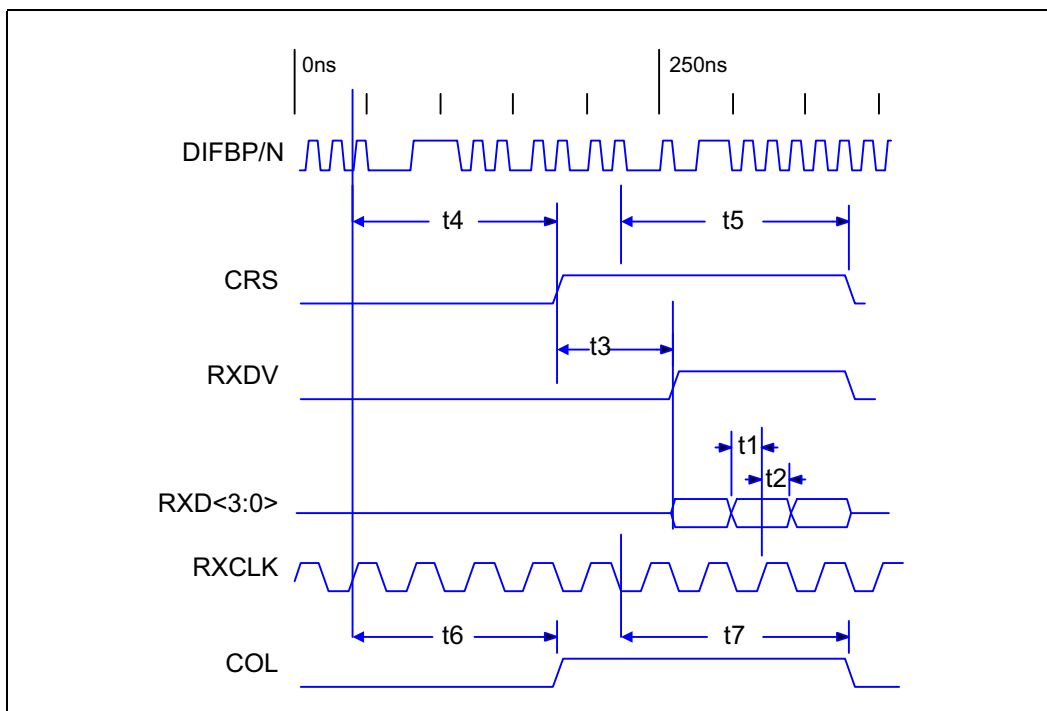 0ns
250ns
DIFBP/N
t4
t5
CRS
t3
RXDV
t1
t2
RXD<3:0>
RXCLK
t6
t7
COL